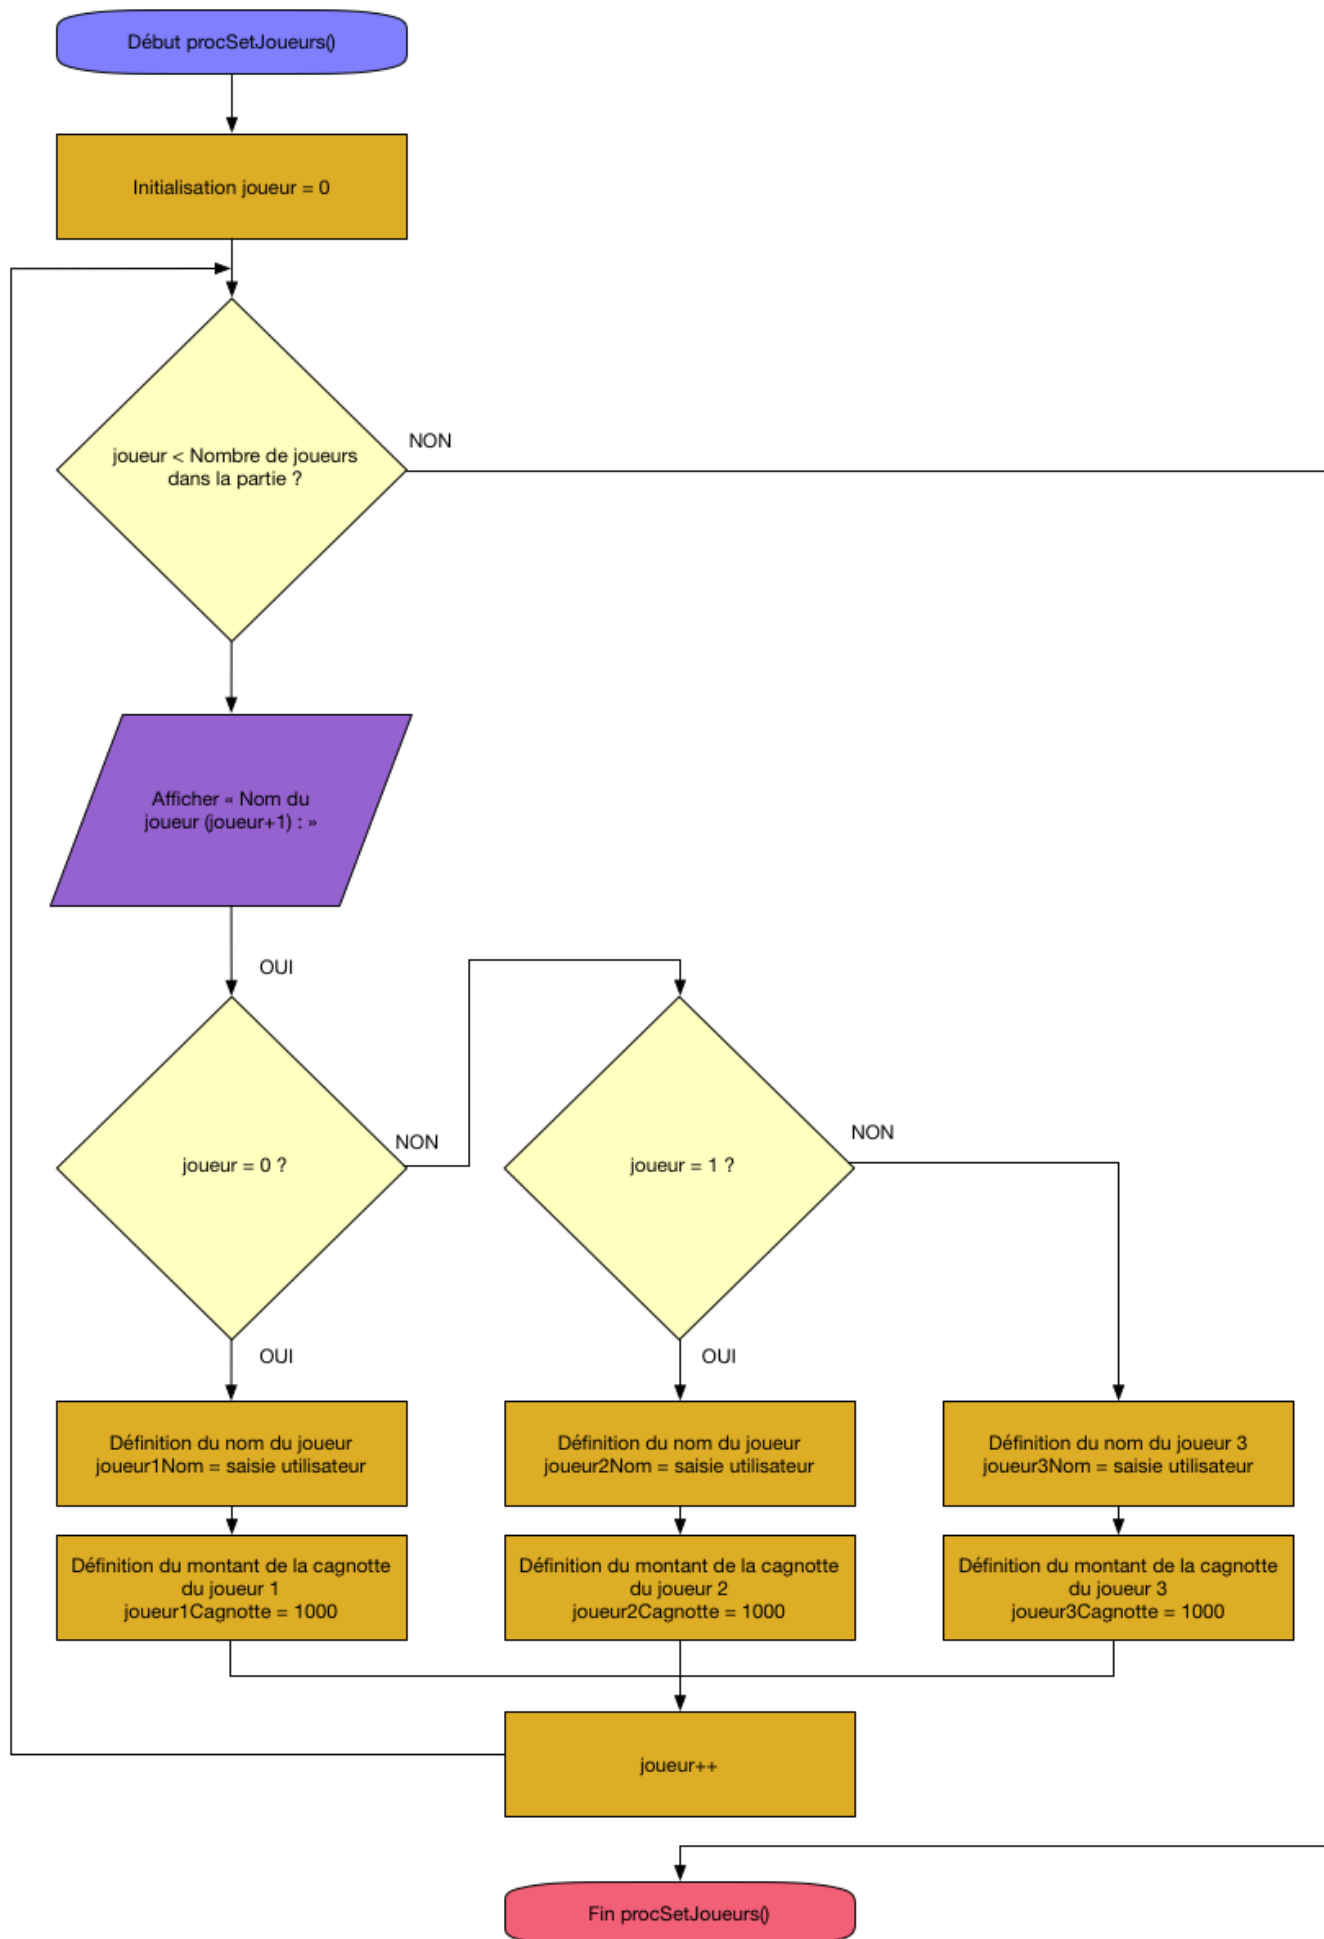 Début procSetJoueurs()
Initialisation joueur = 0
joueur < Nombre de joueurs
dans la partie ?
NON
Afficher « Nom du
joueur (joueur+1) : »
OUI
joueur = 0 ?
NON
joueur = 1 ?
NON
OUI
OUI
Définition du nom du joueur
joueur1Nom = saisie utilisateur
Définition du nom du joueur
joueur2Nom = saisie utilisateur
Définition du nom du joueur 3
joueur3Nom = saisie utilisateur
Définition du montant de la cagnotte
du joueur 1
joueur1Cagnotte = 1000
Définition du montant de la cagnotte
du joueur 2
joueur2Cagnotte = 1000
Définition du montant de la cagnotte
du joueur 3
joueur3Cagnotte = 1000
joueur++
Fin procSetJoueurs()